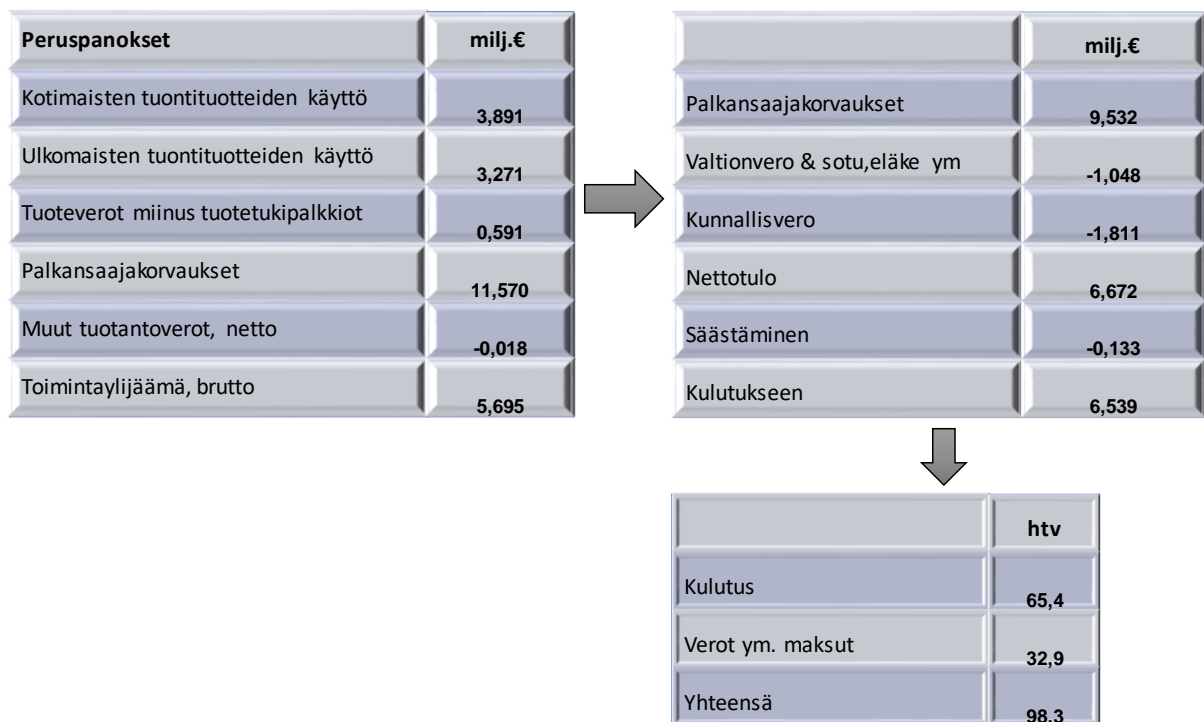 Peruspanokset milj.€
Kotimaisten tuontituotteiden käyttö 3,891
Ulkomaisten tuontituotteiden käyttö 3,271
Tuoteverot miinus tuotetukipalkkiot 0,591
Palkansaajakorvaukset 11,570
Muut tuotantoverot, netto -0,018
Toimintaylijäämä, brutto 5,695
milj.€
Palkansaajakorvaukset 9,532
Valtionvero & sotu,eläke ym -1,048
Kunnallisvero -1,811
Nettotulo 6,672
Säästäminen -0,133
Kulutukseen 6,539
htv
Kulutus 65,4
Verot ym. maksut 32,9
Yhteensä 98,3